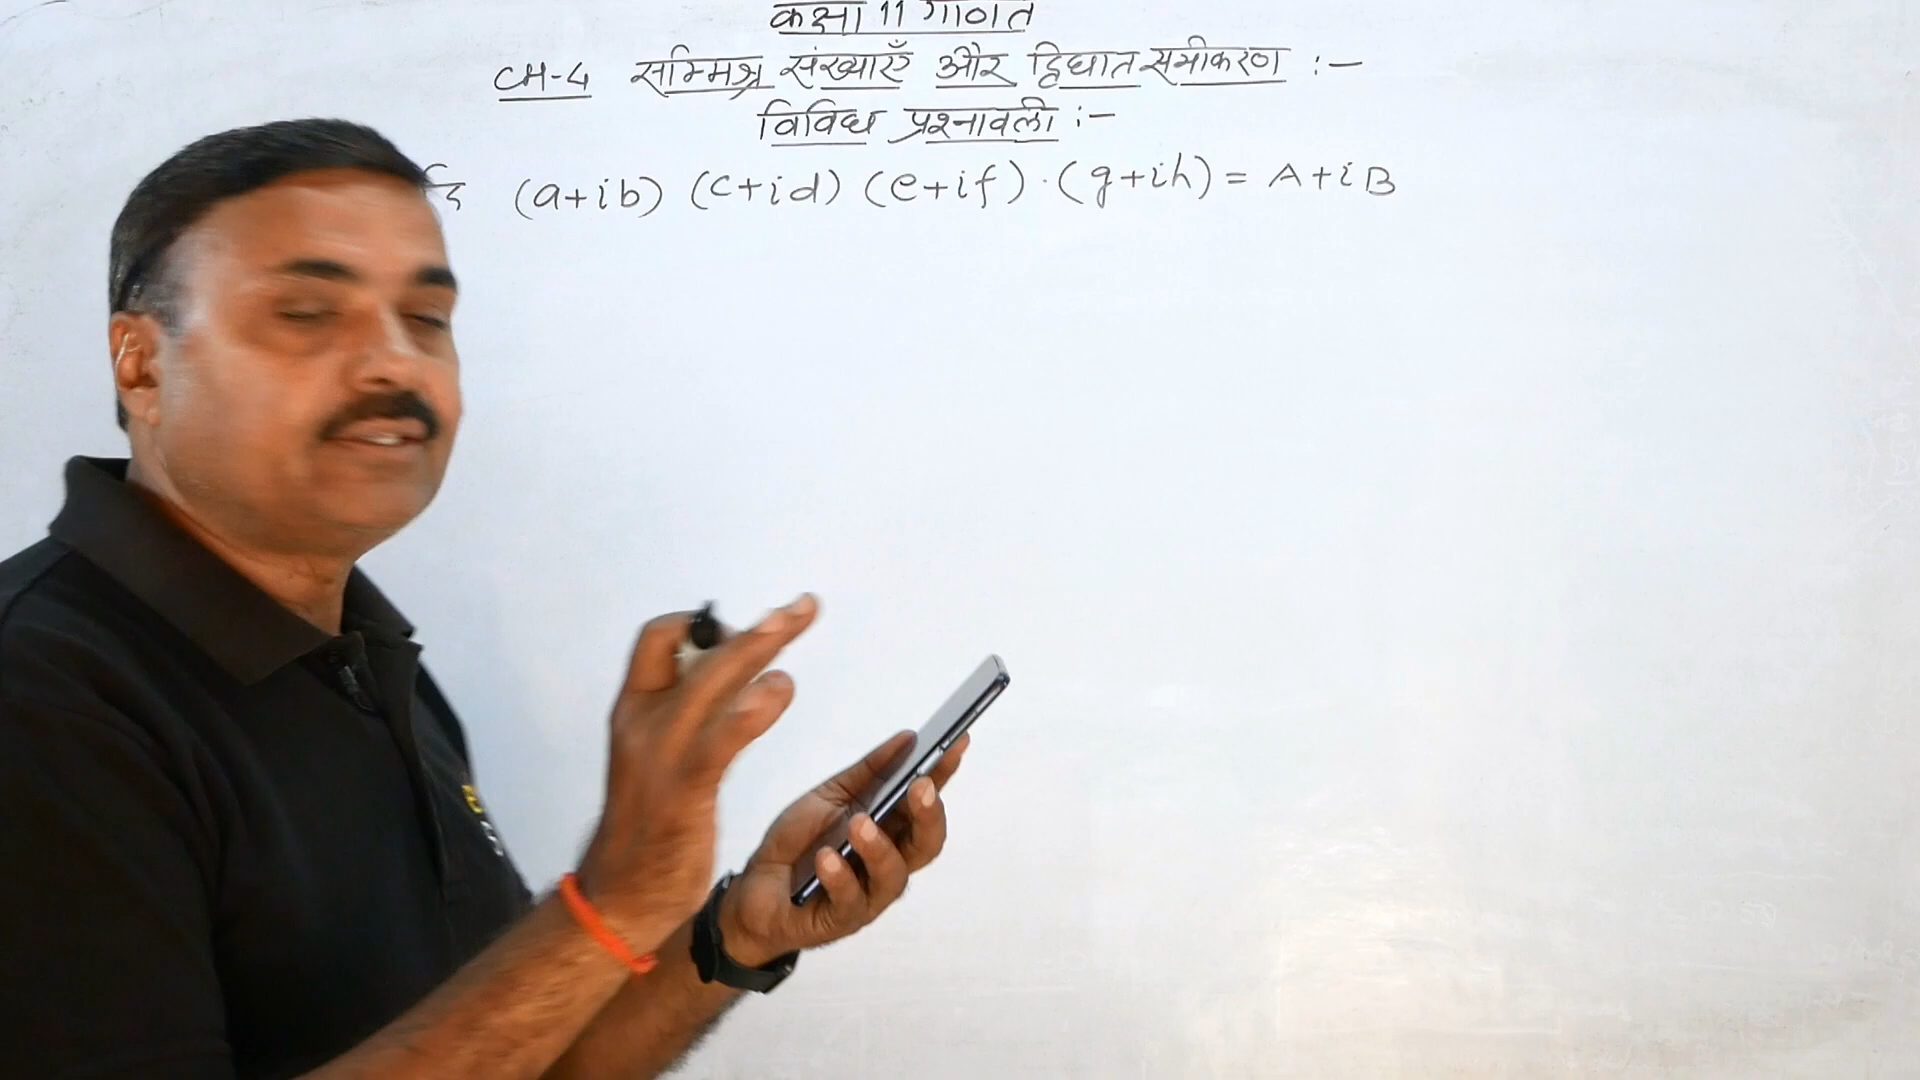 कक्षा 11 गणित
CH-4 सम्मिश्र संख्याएँ और द्विघात समीकरण :-
विविध प्रश्नावली :-
(a+ib) (c+id) (e+if) · (g+ih) = A+iB